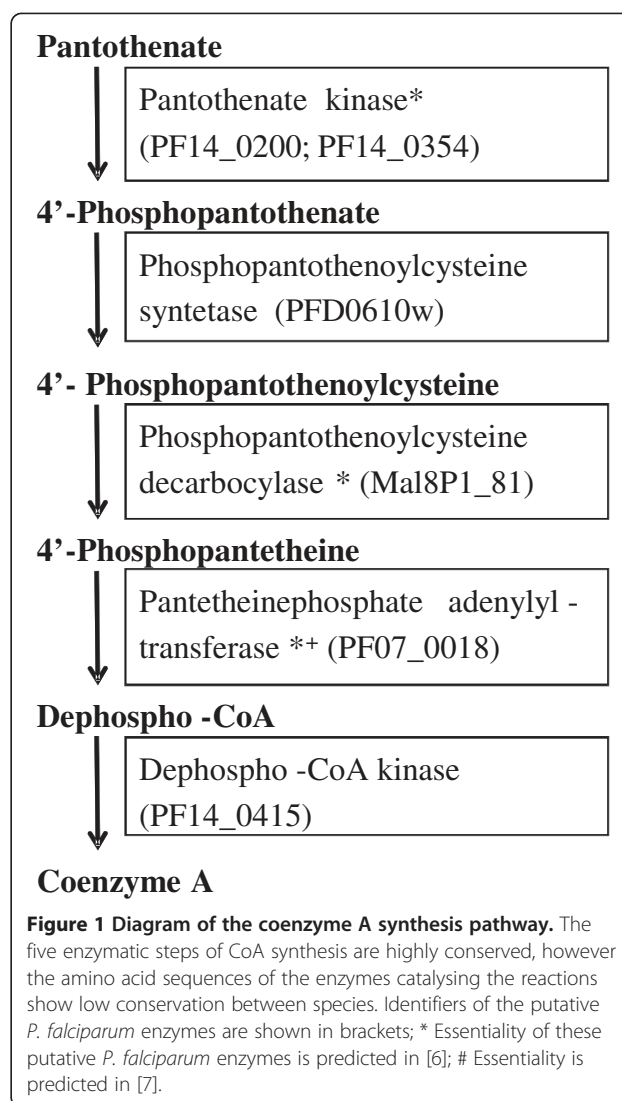 Pantothenate
Pantothenate kinase*
(PF14_0200; PF14_0354)
4’-Phosphopantothenate
Phosphopantothenoylcysteine
syntetase (PFD0610w)
4’- Phosphopantothenoylcysteine
Phosphopantothenoylcysteine
decarbocylase * (Mal8P1_81)
4’-Phosphopantetheine
Pantetheinephosphate adenylyl -
transferase *+ (PF07_0018)
Dephospho -CoA
Dephospho -CoA kinase
(PF14_0415)
Coenzyme A
Figure 1 Diagram of the coenzyme A synthesis pathway. The
five enzymatic steps of CoA synthesis are highly conserved, however
the amino acid sequences of the enzymes catalysing the reactions
show low conservation between species. Identifiers of the putative
P. falciparum enzymes are shown in brackets; * Essentiality of these
putative P. falciparum enzymes is predicted in [6]; # Essentiality is
predicted in [7].